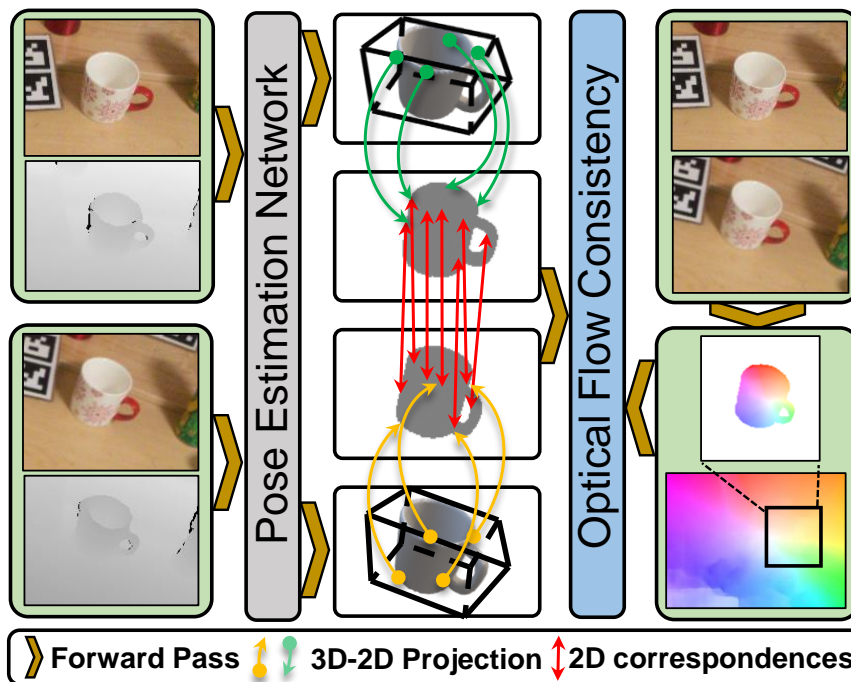 Pose Estimation Network
Optical Flow Consistency
Forward Pass
3D-2D Projection
2D correspondences